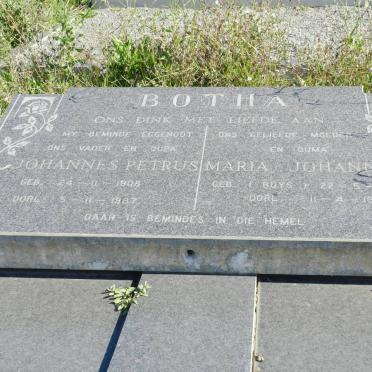 BOTHA
ONS DINK MET LIEFDE AAN
MY BEMINDE EGGENOOT
ONS VADER EN OUPA
JOHANNES PETRUS
GEB. 24-11-1908
OORL. 5-11-1987
ONS GELIEFDE MOEDER
EN OUMA
MARIA JOHANN
GEB. (BUYS) 22
OORL. 11-4-19
DAAR IS BEMINDES IN DIE HEMEL